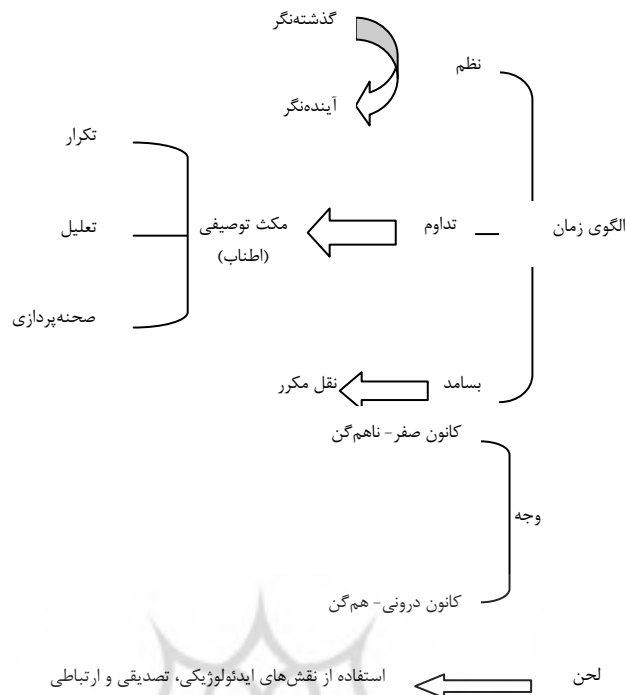 گذشته‌نگر
نظم
آینده‌نگر
تکرار
الگوی زمان
تداوم
مکث توصیفی
(اطناب)
تعلیل
صحنه‌پردازی
بسامد
نقل مکرر
کانون صفر- ناهم‌گن
وجه
کانون درونی- هم‌گن
لحن
استفاده از نقش‌های ایدئولوژیکی، تصدیقی و ارتباطی